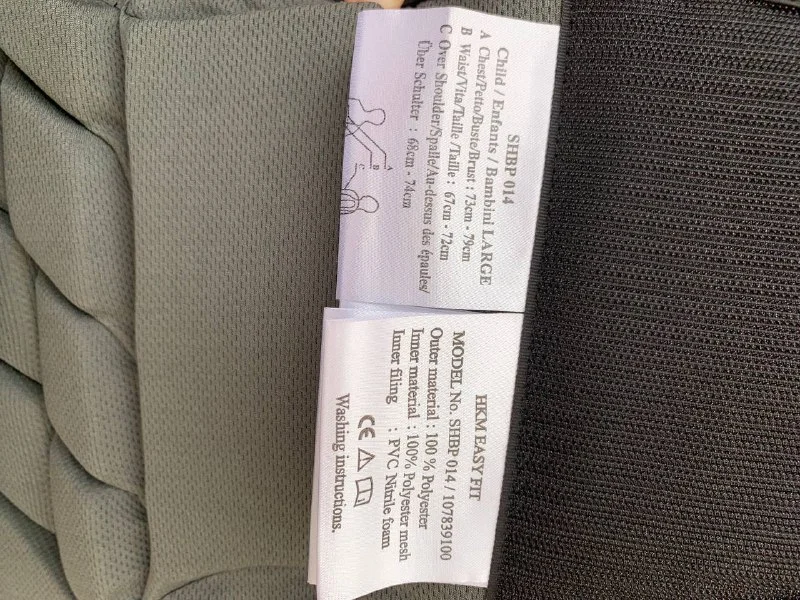 SHBP 014
Child / Enfants / Bambini LARGE
A Chest/Petto/Buste/Brust : 73cm - 79cm
B Waist/Vita/Taille /Taille : 67cm - 72cm
C Over Shoulder/Spalle/Au-dessus des épaules/
Über Schulter : 68cm - 74cm
A
B
C
HKM EASY FIT
MODEL No. SHBP 014 / 107839100
Outer material : 100 % Polyester
Inner material : 100% Polyester mesh
Inner filing : PVC Nitrile foam
CE
Washing instructions.